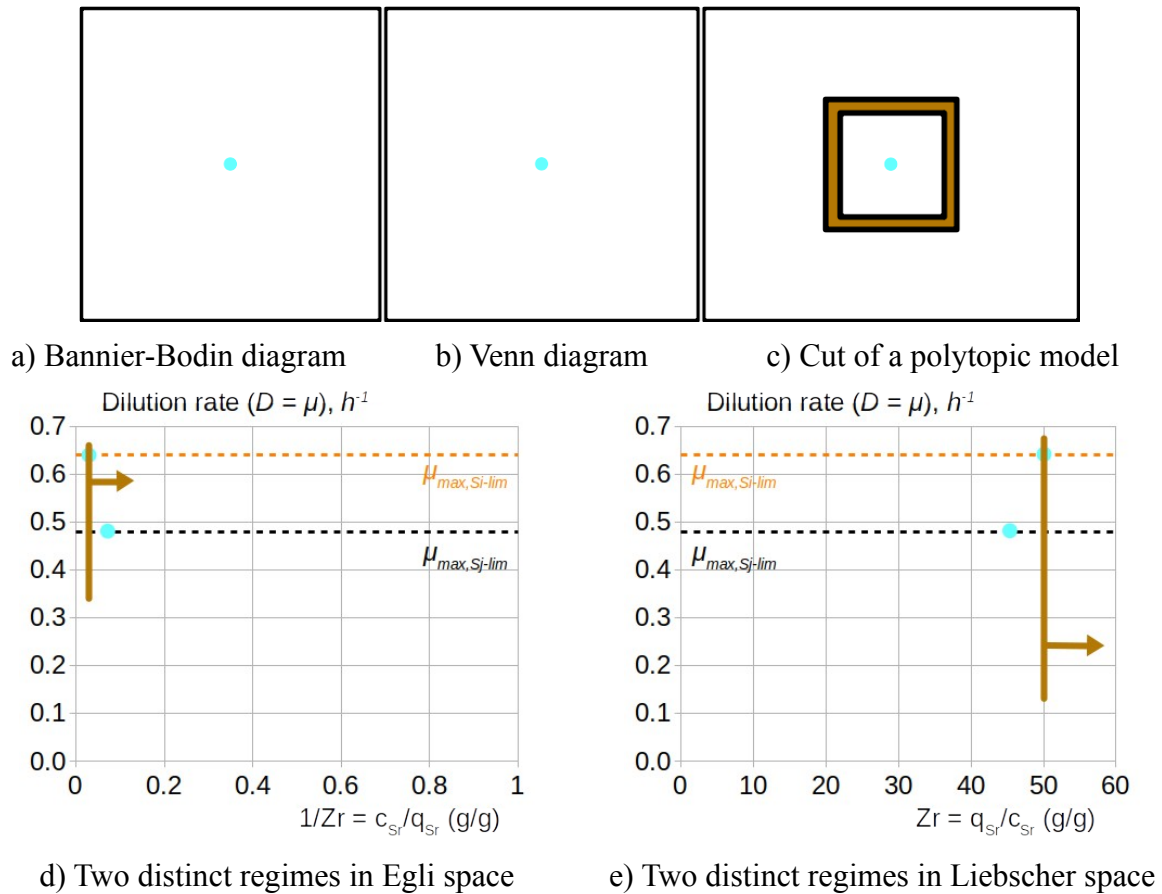 a) Bannier-Bodin diagram
b) Venn diagram
c) Cut of a polytopic model
Dilution rate (D = μ), h⁻¹
0.7
0.6
0.5
0.4
0.3
0.2
0.1
0.0
μmax,Si-lim
μmax,Sj-lim
0
0.2
0.4
0.6
0.8
1
1/Zr = cSr/qSr (g/g)
Dilution rate (D = μ), h⁻¹
0.7
0.6
0.5
0.4
0.3
0.2
0.1
0.0
μmax,Si-lim
μmax,Sj-lim
0
10
20
30
40
50
60
Zr = qSr/cSr (g/g)
d) Two distinct regimes in Egli space
e) Two distinct regimes in Liebscher space